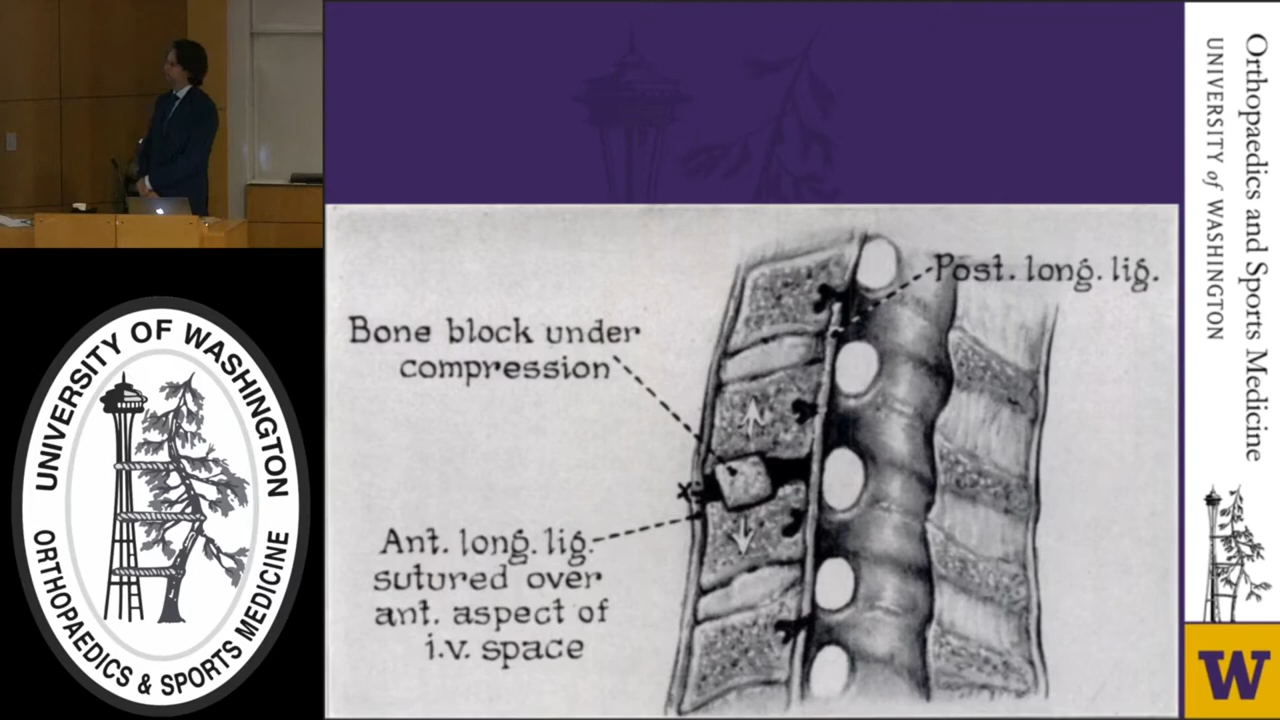 Post. long. lig.
Bone block under
compression
Ant. long. lig.
sutured over
ant. aspect of
i.v. space
UNIVERSITY OF WASHINGTON
ORTHOPAEDICS & SPORTS MEDICINE
Orthopaedics and Sports Medicine
UNIVERSITY of WASHINGTON
W